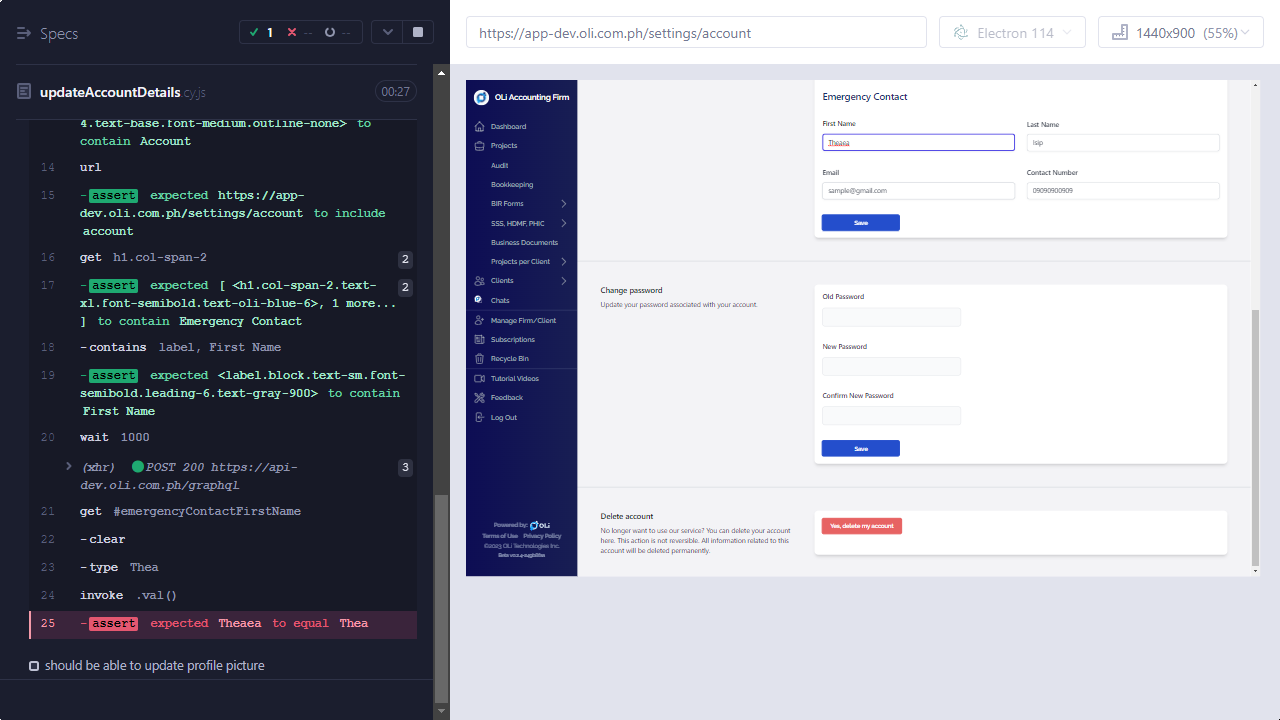 Specs
1
--
--
updateAccountDetails cy.js
00:27
4.text-base.font-medium.outline-none> to
contain Account
14 url
15 -assert expected https://app-
dev.oli.com.ph/settings/account to include
account
16 get h1.col-span-2 2
17 -assert expected [ <h1.col-span-2.text-
xl.font-semibold.text-oli-blue-6>, 1 more...
] to contain Emergency Contact 2
18 -contains label, First Name
19 -assert expected <label.block.text-sm.font-
semibold.leading-6.text-gray-900> to contain
First Name
20 wait 1000
(xhr) POST 200 https://api-
dev.oli.com.ph/graphql 3
21 get #emergencyContactFirstName
22 -clear
23 -type Thea
24 invoke .val()
25 -assert expected Theaea to equal Thea
should be able to update profile picture
https://app-dev.oli.com.ph/settings/account
Electron 114
1440x900 (55%)
OLi Accounting Firm
Dashboard
Projects
Audit
Bookkeeping
BIR Forms
SSS, HDMF, PHIC
Business Documents
Projects per Client
Clients
Chats
Manage Firm/Client
Subscriptions
Recycle Bin
Tutorial Videos
Feedback
Log Out
Powered by: OLi
Terms of Use Privacy Policy
©2023 OLi Technologies Inc.
Emergency Contact
First Name
Last Name
Theaea
Isip
Email
Contact Number
sample@gmail.com
09090900909
Save
Change password
Update your password associated with your account.
Old Password
New Password
Confirm New Password
Save
Delete account
No longer want to use our service? You can delete your account
here. This action is not reversible. All information related to this
account will be deleted permanently.
Yes, delete my account